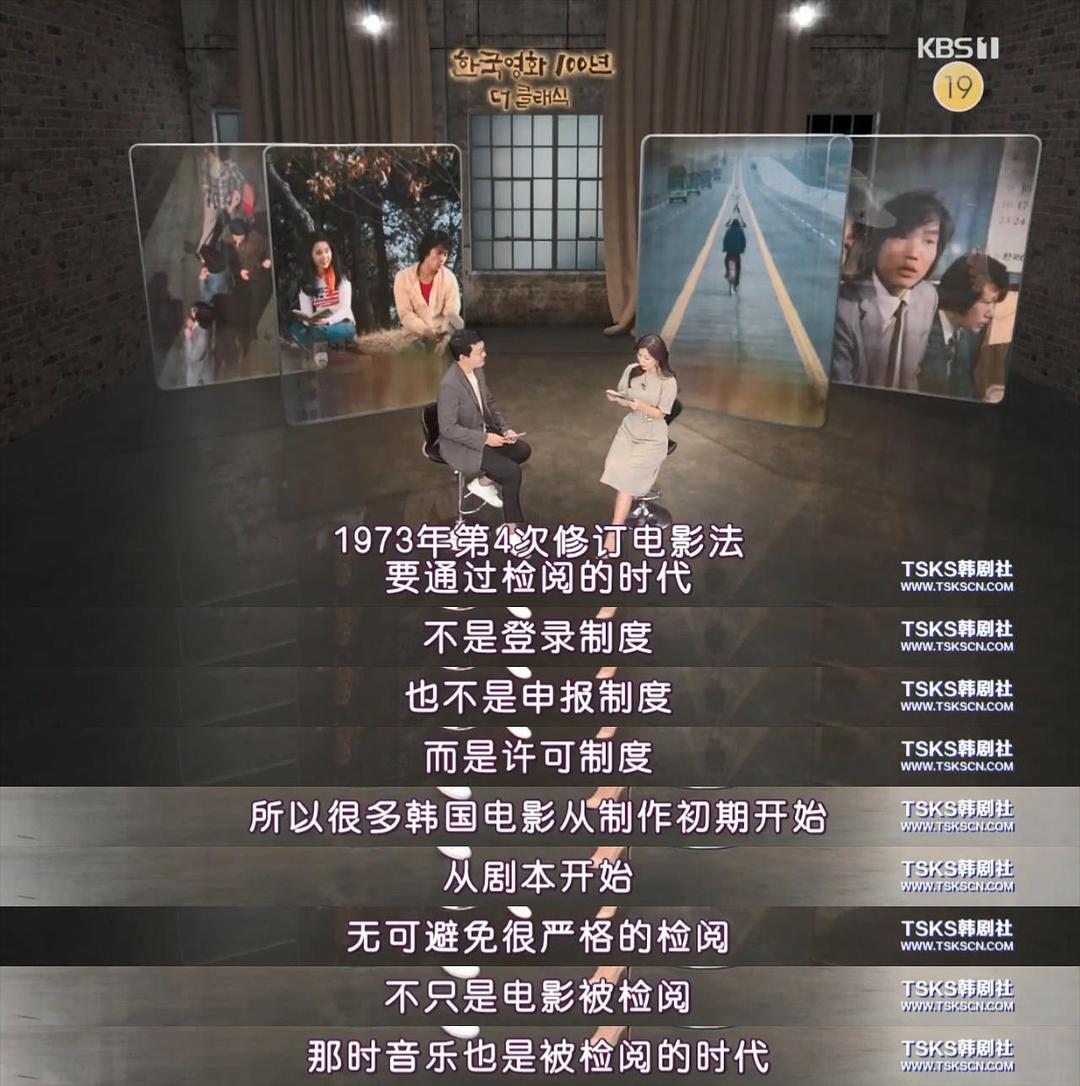 한국영화 100년
더 클래식
KBS 1
19
1973年第4次修订电影法
要通过检阅的时代
TSKS韩剧社
WWW.TSKSCN.COM
不是登录制度
TSKS韩剧社
WWW.TSKSCN.COM
也不是申报制度
TSKS韩剧社
WWW.TSKSCN.COM
而是许可制度
TSKS韩剧社
WWW.TSKSCN.COM
所以很多韩国电影从制作初期开始
TSKS韩剧社
WWW.TSKSCN.COM
从剧本开始
TSKS韩剧社
WWW.TSKSCN.COM
无可避免很严格的检阅
TSKS韩剧社
WWW.TSKSCN.COM
不只是电影被检阅
TSKS韩剧社
WWW.TSKSCN.COM
那时音乐也是被检阅的时代
TSKS韩剧社
WWW.TSKSCN.COM